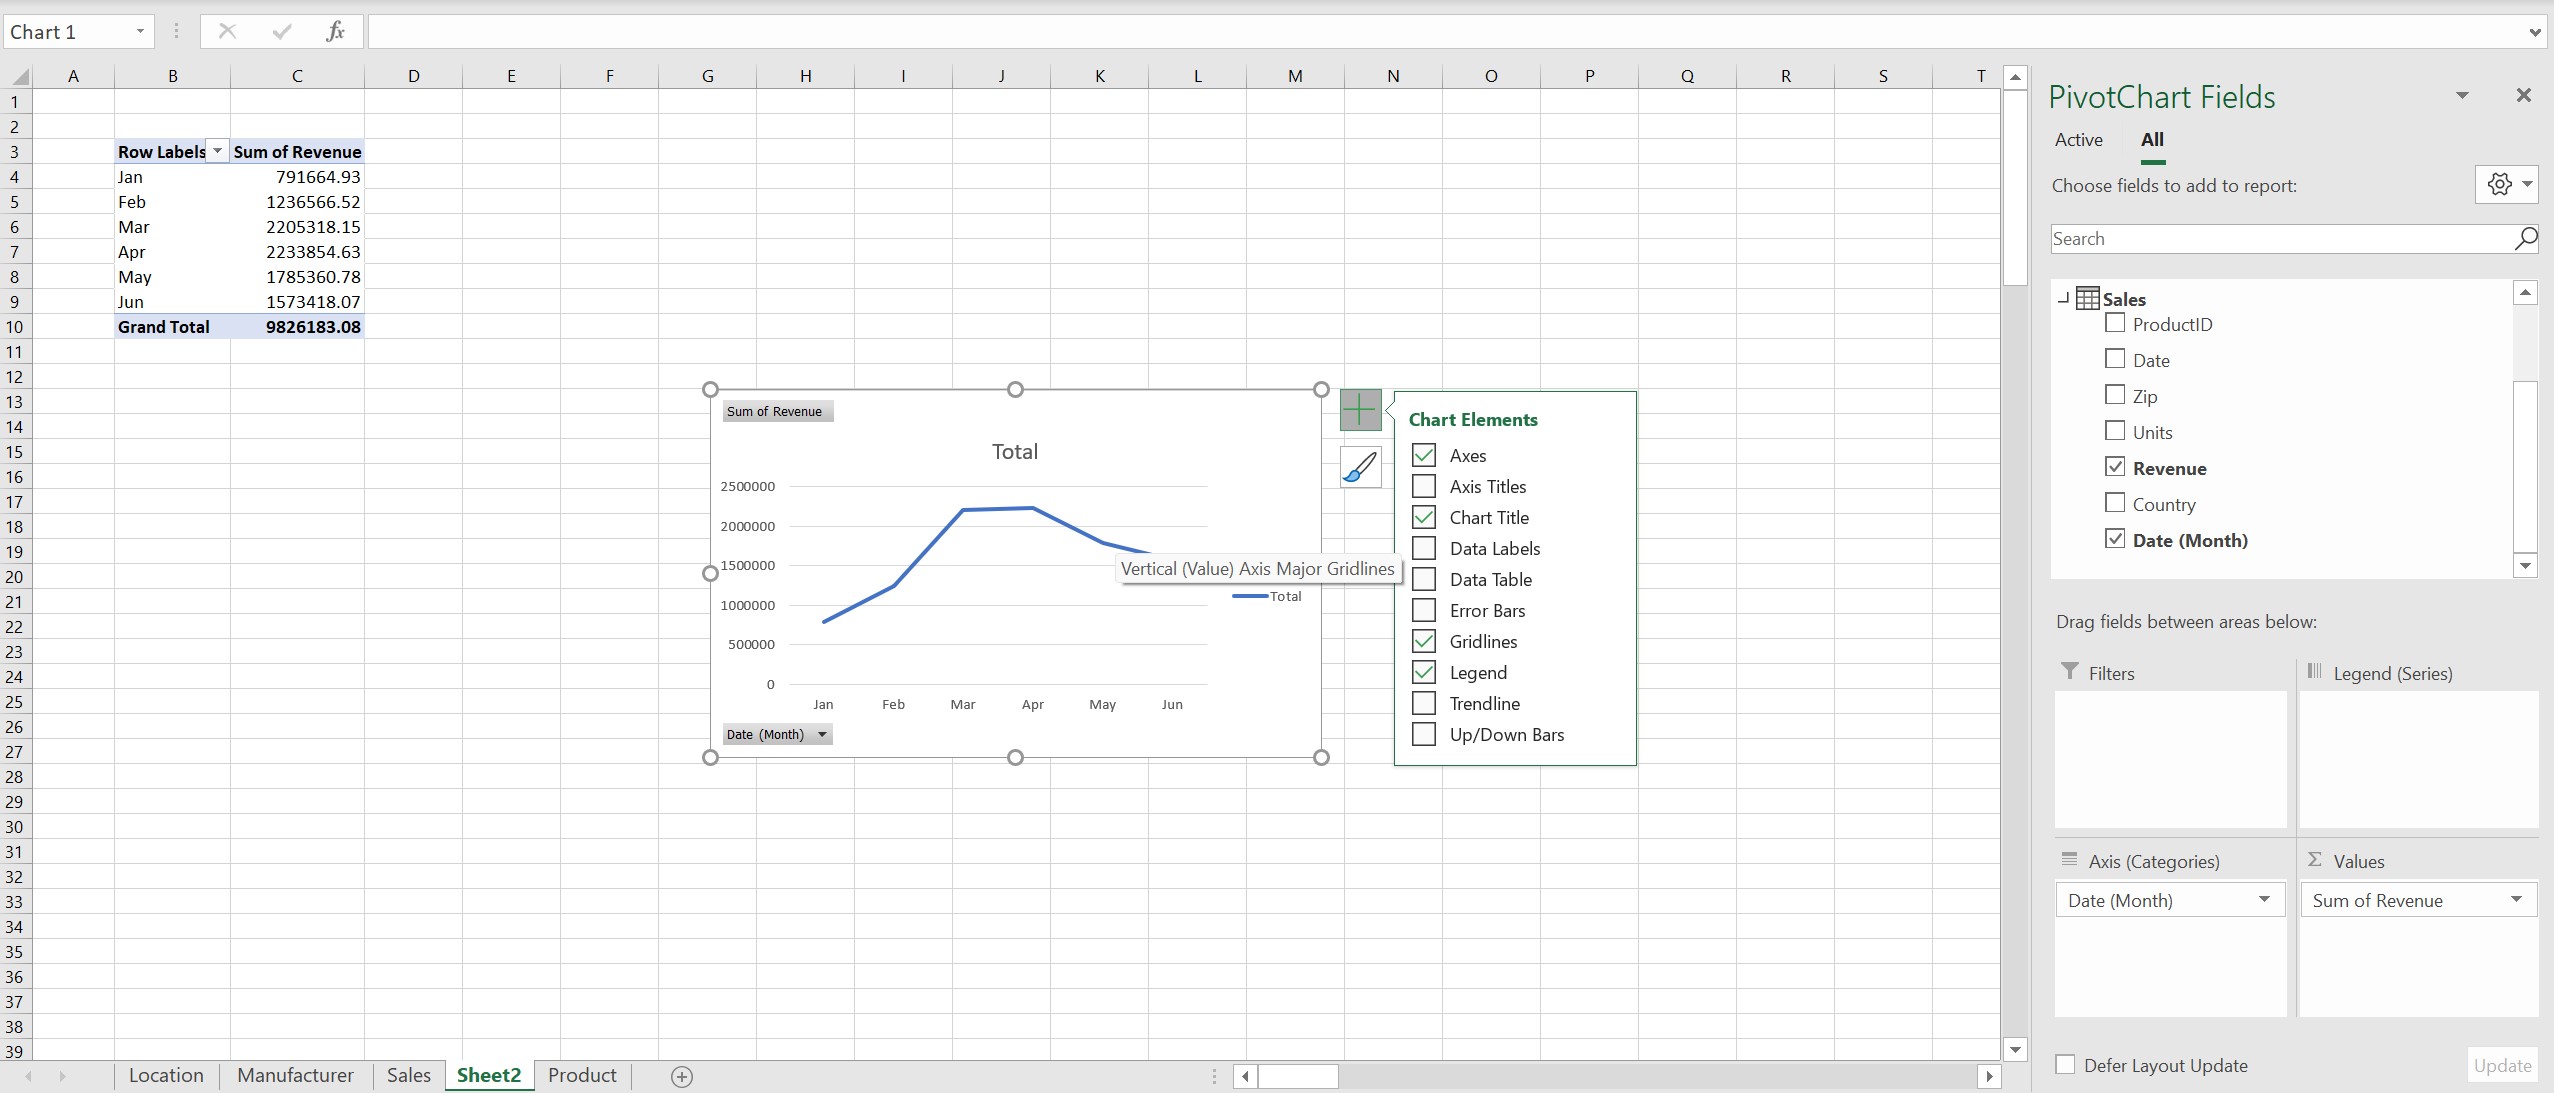 Chart 1
fx
A B C D E F G H I J K L M N O P Q R S T
1
2
3 Row Labels Sum of Revenue
4 Jan 791664.93
5 Feb 1236566.52
6 Mar 2205318.15
7 Apr 2233854.63
8 May 1785360.78
9 Jun 1573418.07
10 Grand Total 9826183.08
11
12
13
14
15
16
17
18
19
20
21
22
23
24
25
26
27
28
29
30
31
32
33
34
35
36
37
38
39
Sum of Revenue
Total
2500000
2000000
1500000
1000000
500000
0
Jan Feb Mar Apr May Jun
Total
Date (Month)
Vertical (Value) Axis Major Gridlines
Chart Elements
Axes
Axis Titles
Chart Title
Data Labels
Data Table
Error Bars
Gridlines
Legend
Trendline
Up/Down Bars
Location Manufacturer Sales Sheet2 Product
PivotChart Fields
Active All
Choose fields to add to report:
Search
Sales
ProductID
Date
Zip
Units
Revenue
Country
Date (Month)
Drag fields between areas below:
Filters
Legend (Series)
Axis (Categories)
Σ Values
Date (Month)
Sum of Revenue
Defer Layout Update
Update